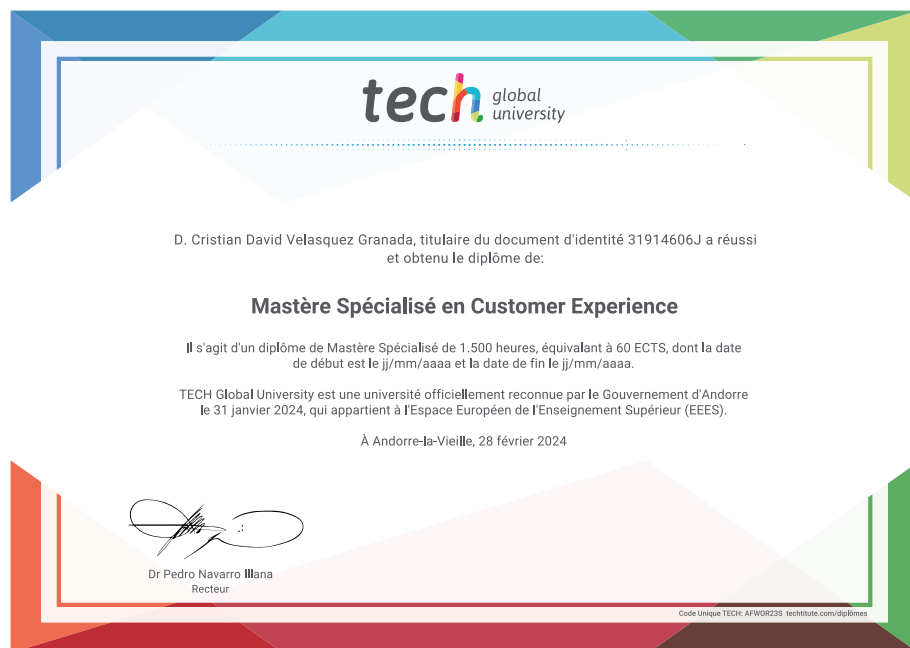 tech global university
D. Cristian David Velasquez Granada, titulaire du document d'identité 31914606J a réussi
et obtenu le diplôme de:
Mastère Spécialisé en Customer Experience
Il s'agit d'un diplôme de Mastère Spécialisé de 1.500 heures, équivalant à 60 ECTS, dont la date
de début est le jj/mm/aaaa et la date de fin le jj/mm/aaaa.
TECH Global University est une université officiellement reconnue par le Gouvernement d'Andorre
le 31 janvier 2024, qui appartient à l'Espace Européen de l'Enseignement Supérieur (EEES).
À Andorre-la-Vieille, 28 février 2024
Dr Pedro Navarro Illana
Recteur
Code Unique TECH: AFWOR23S techtitute.com/diplômes